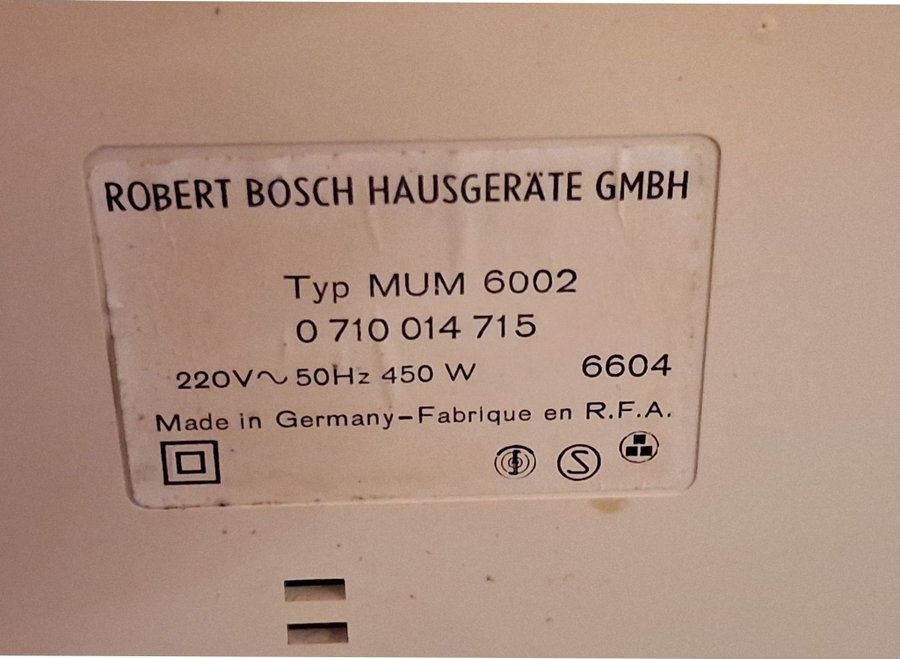 ROBERT BOSCH HAUSGERÄTE GMBH
Typ MUM 6002
0 710 014 715
220V~ 50Hz 450 W 6604
Made in Germany-Fabrique en R.F.A.
S